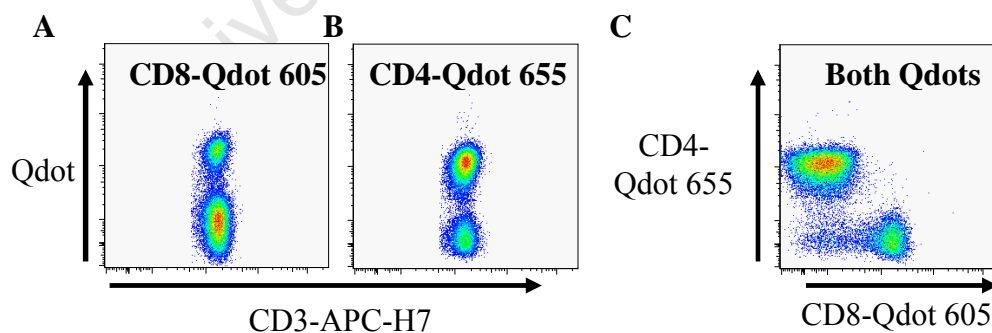 A
B
C
CD8-Qdot 605
CD4-Qdot 655
Both Qdots
Qdot
CD4-
Qdot 655
CD3-APC-H7
CD8-Qdot 605